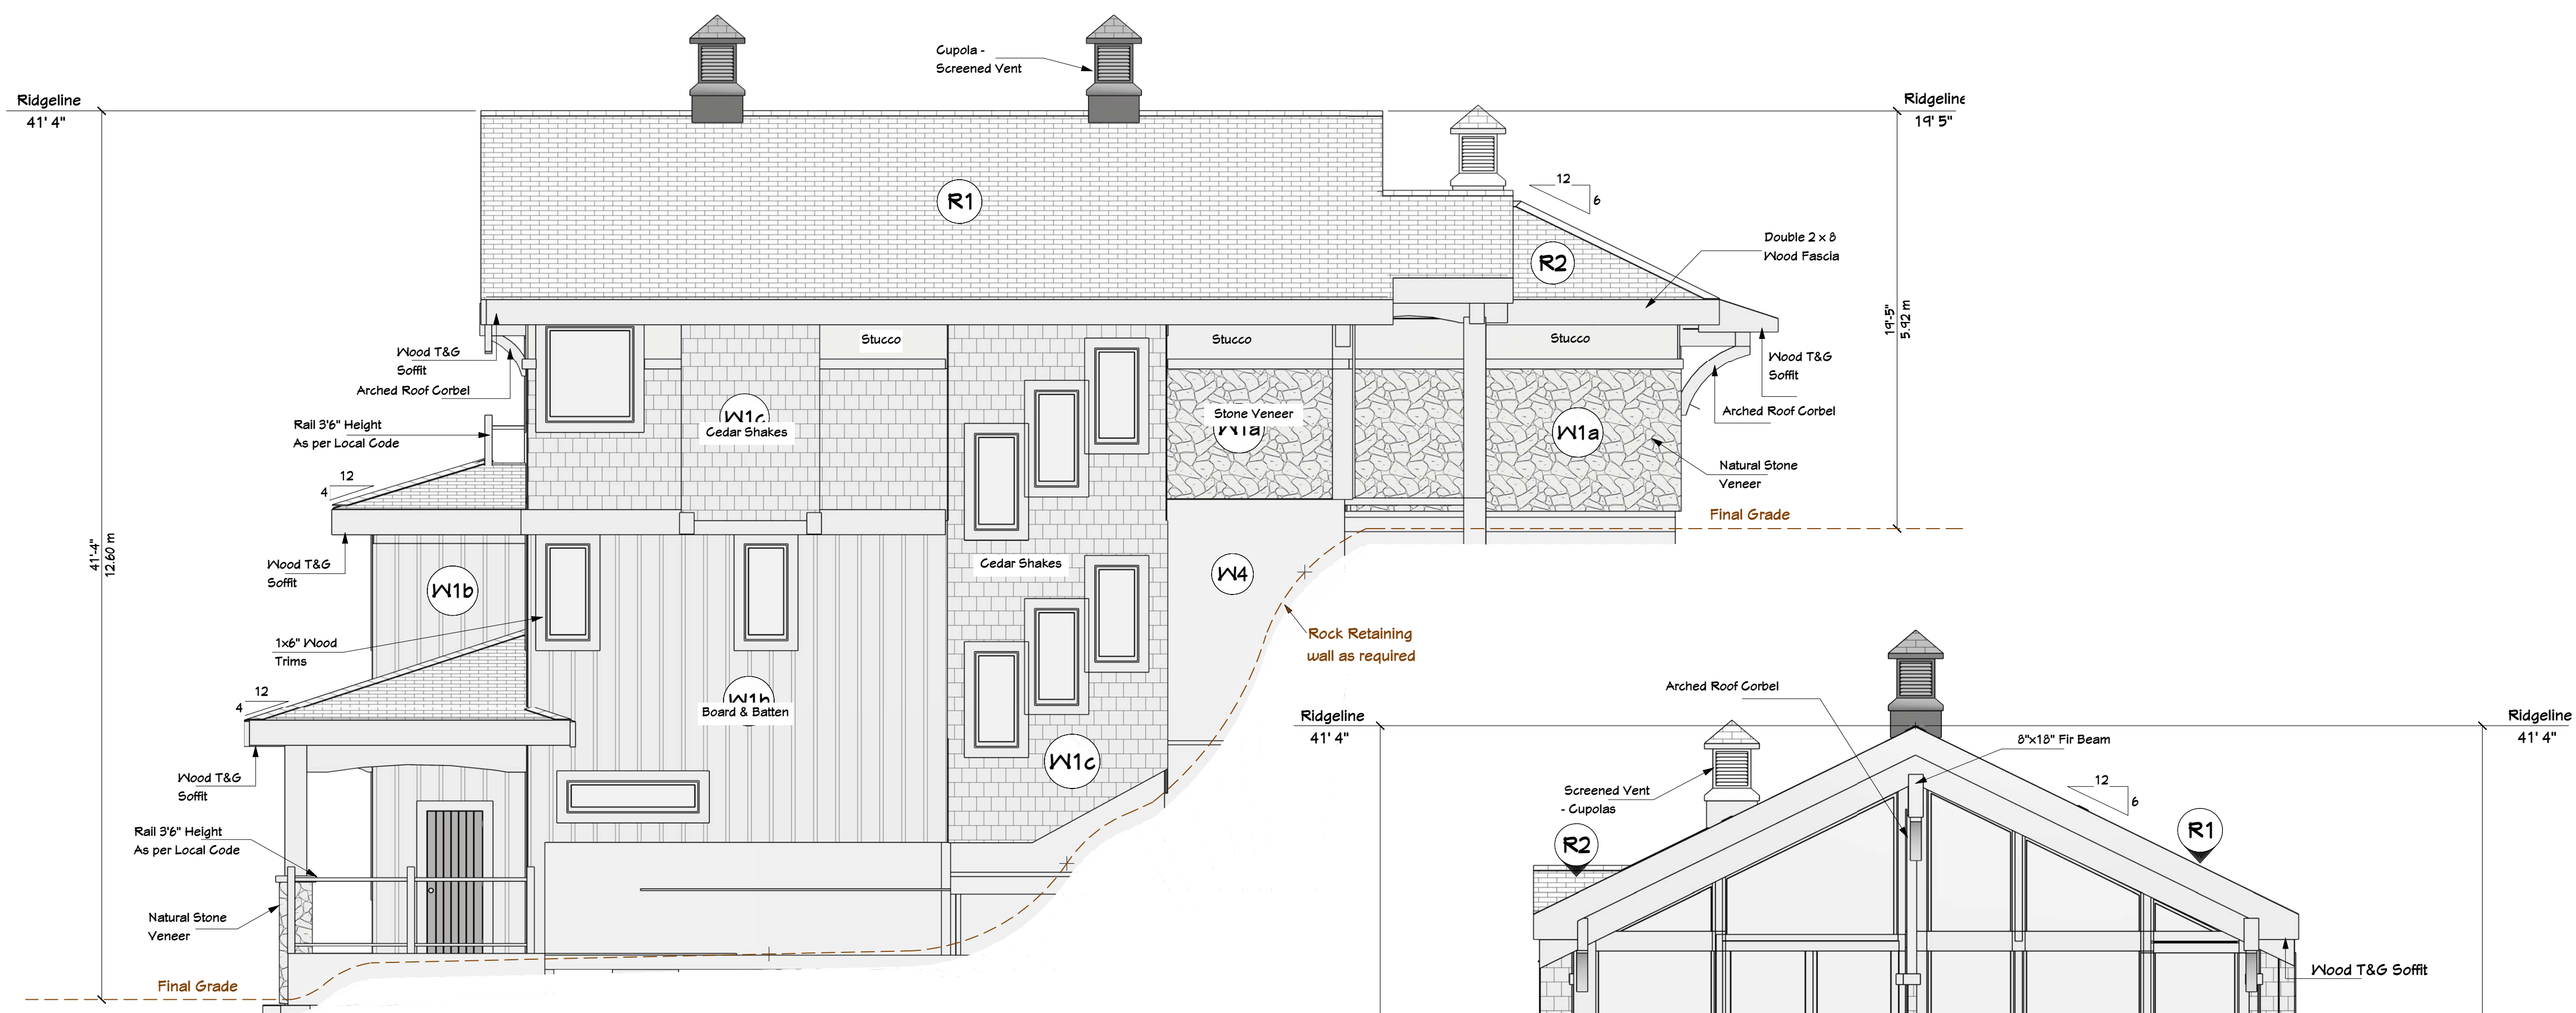 Cupola -
Screened Vent
Ridgeline
41' 4"
Ridgeline
19' 5"
12
6
R1
R2
Double 2 x 8
Wood Fascia
Stucco
Stucco
Stucco
19'-5"
5.92 m
Wood T&G
Soffit
Arched Roof Corbel
Wood T&G
Soffit
Arched Roof Corbel
Rail 3'6" Height
As per Local Code
W1c
Cedar Shakes
Stone Veneer
W1a
W1a
Natural Stone
Veneer
12
4
Final Grade
41'-4"
12.60 m
Wood T&G
Soffit
W1b
Cedar Shakes
W4
1x6" Wood
Trims
Rock Retaining
wall as required
12
4
W1b
Board & Batten
W1c
Wood T&G
Soffit
Rail 3'6" Height
As per Local Code
Natural Stone
Veneer
Final Grade
Arched Roof Corbel
Ridgeline
41' 4"
Ridgeline
41' 4"
8"x18" Fir Beam
12
6
Screened Vent
- Cupolas
R2
R1
Wood T&G Soffit